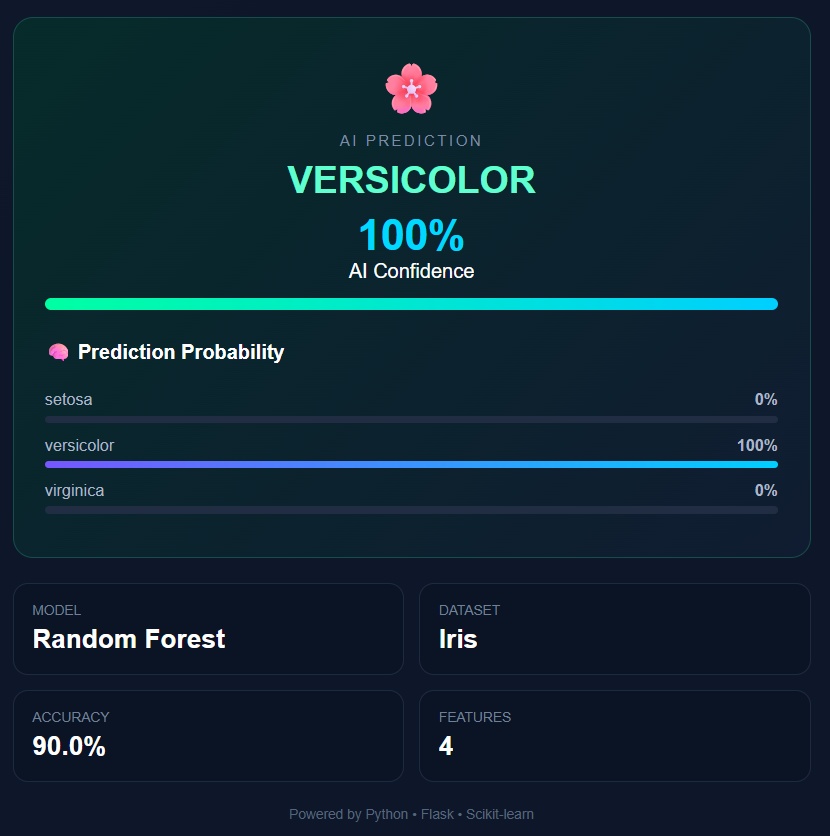 AI PREDICTION
VERSICOLOR
100%
AI Confidence
Prediction Probability
setosa 0%
versicolor 100%
virginica 0%
MODEL
Random Forest
DATASET
Iris
ACCURACY
90.0%
FEATURES
4
Powered by Python • Flask • Scikit-learn